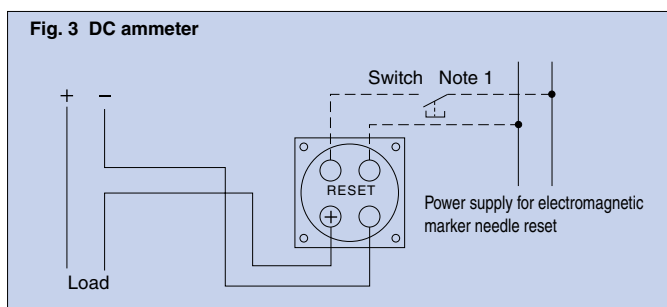 Fig. 3 DC ammeter
Switch Note 1
+ −
RESET
+
Power supply for electromagnetic
marker needle reset
Load